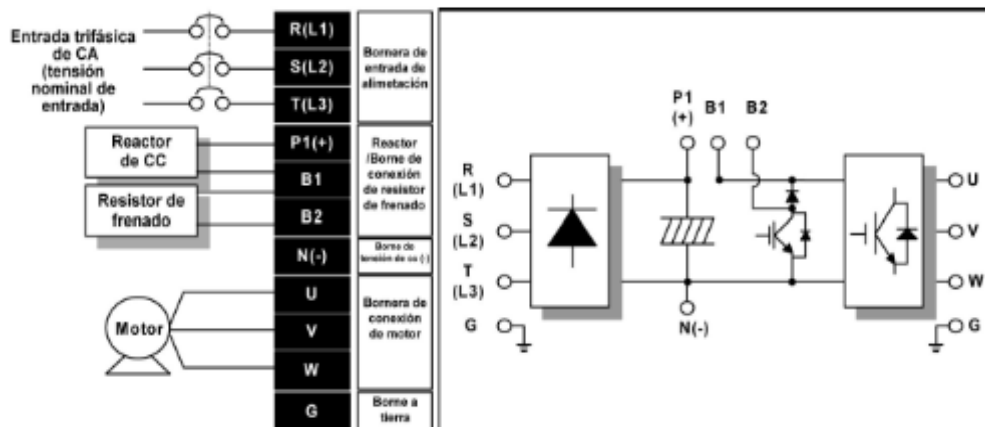 Entrada trifásica
de CA
(tensión
nominal de
entrada)
R(L1)
S(L2)
T(L3)
Bornera de
entrada de
alimetación
Reactor
de CC
Resistor de
frenado
P1(+)
B1
B2
Reactor
/Borne de
conexión
de resistor
de frenado
N(-)
Borne de
tensión de ca (-)
Motor
U
V
W
Bornera de
conexión
de motor
G
Borne a
tierra
P1
(+)
B1
B2
R
(L1)
S
(L2)
T
(L3)
G
N(-)
U
V
W
G